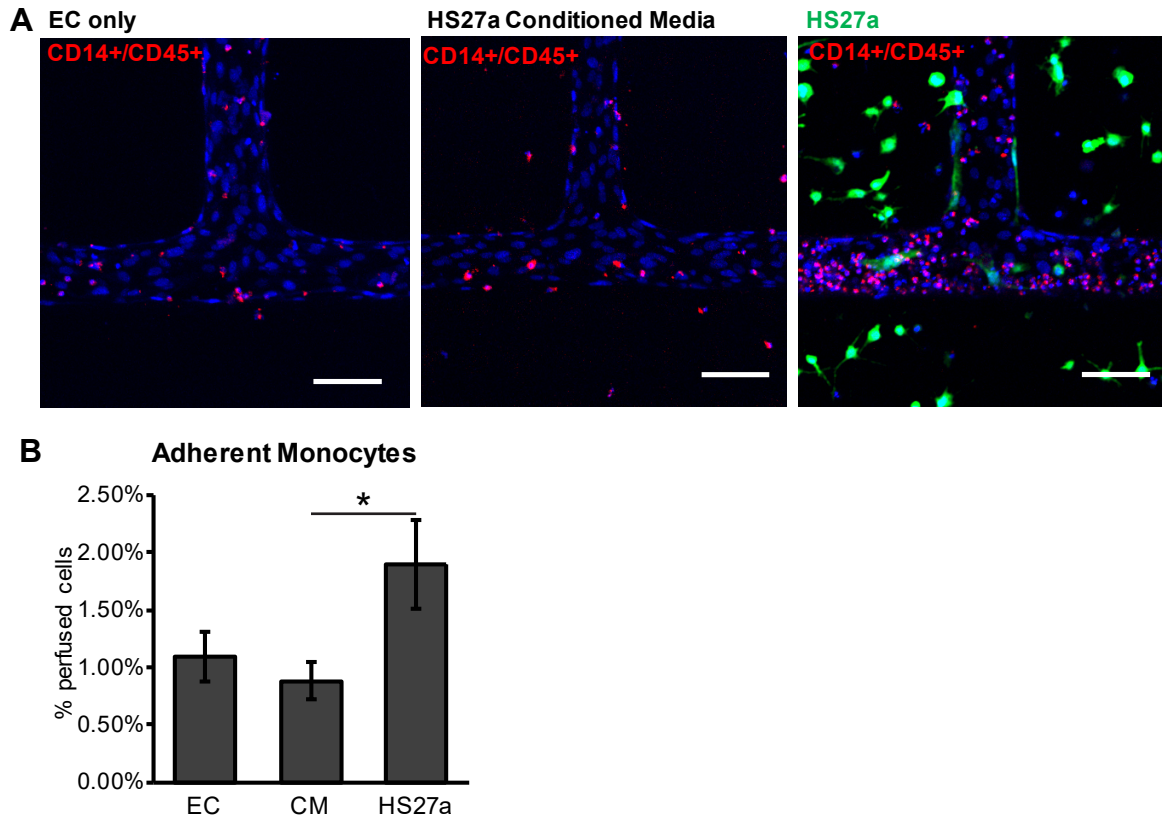 A
EC only
CD14+/CD45+
HS27a Conditioned Media
CD14+/CD45+
HS27a
CD14+/CD45+
B
Adherent Monocytes
*
% perfused cells
2.50%
2.00%
1.50%
1.00%
0.50%
0.00%
EC CM HS27a